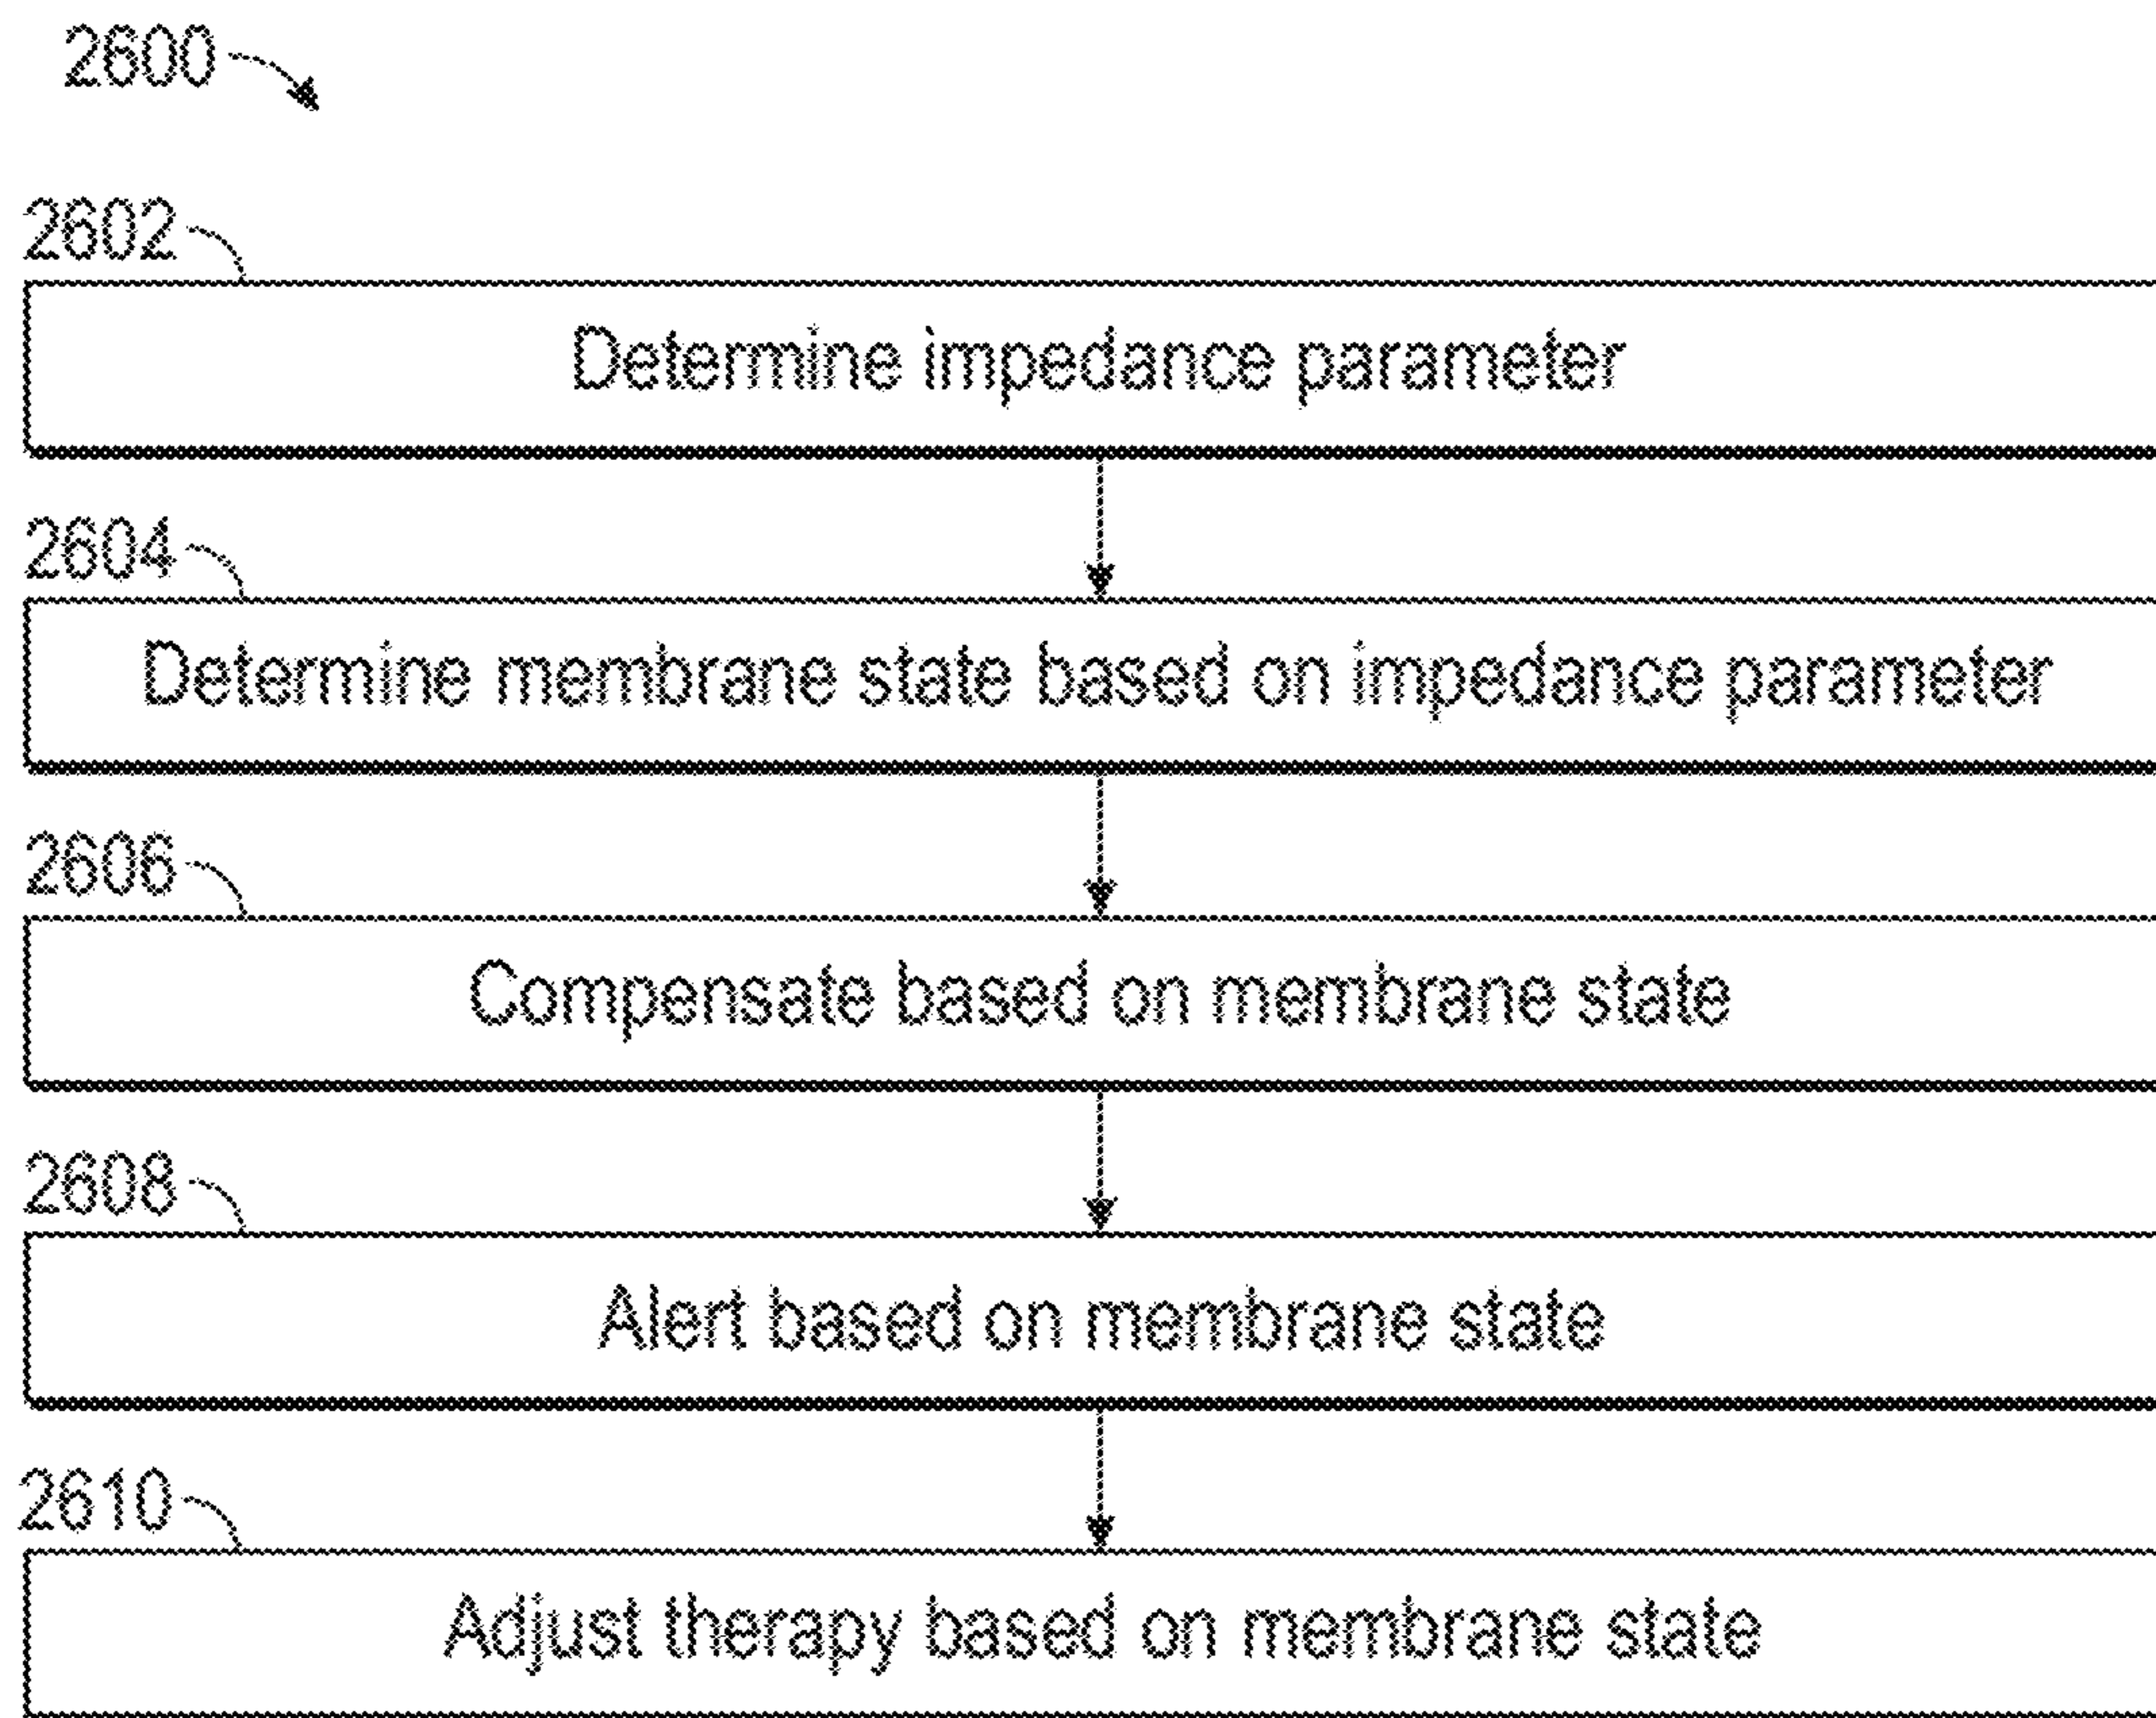 2600
2602
Determine impedance parameter
2604
Determine membrane state based on impedance parameter
2606
Compensate based on membrane state
2608
Alert based on membrane state
2610
Adjust therapy based on membrane state